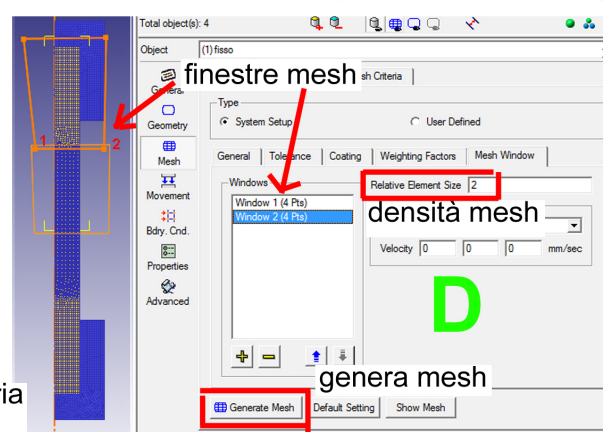 Total object(s): 4
Object
(1) fisso
finestre mesh
sh Criteria
General
Geometry
Mesh
Movement
Bdry. Cnd.
Properties
Advanced
Type
System Setup
User Defined
General
Tolerance
Coating
Weighting Factors
Mesh Window
Windows
Window 1 (4 Pts)
Window 2 (4 Pts)
Relative Element Size
2
densità mesh
Velocity
0
0
0
mm/sec
D
1
2
genera mesh
ria
Generate Mesh
Default Setting
Show Mesh